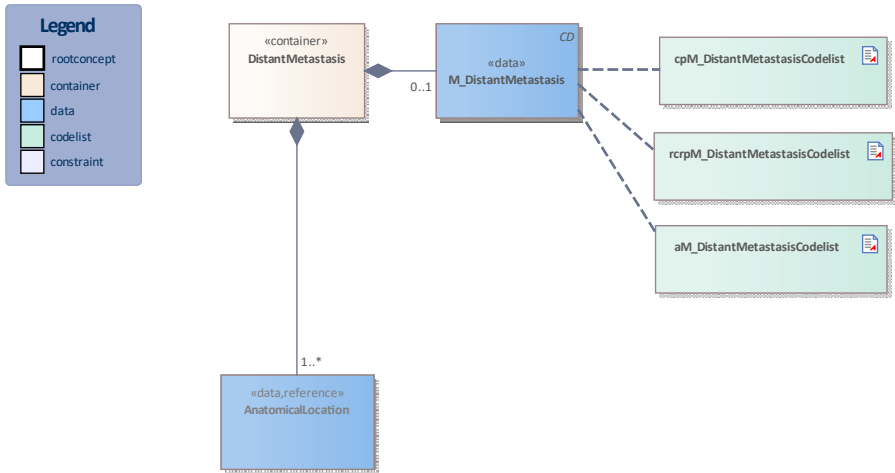 Legend
rootconcept
container
data
codelist
constraint
«container»
DistantMetastasis
CD
«data»
M_DistantMetastasis
0..1
cpM_DistantMetastasisCodelist
rcrpM_DistantMetastasisCodelist
aM_DistantMetastasisCodelist
1..*
«data,reference»
AnatomicalLocation